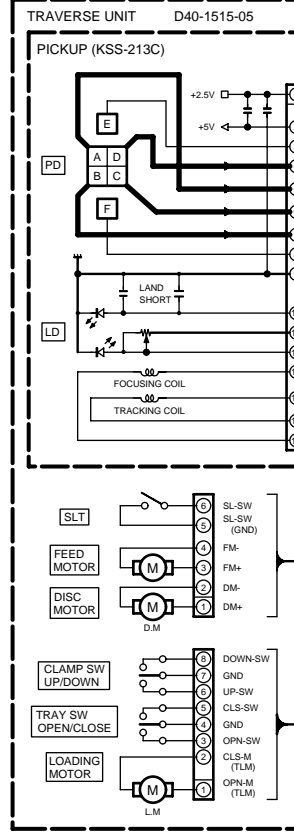 TRAVERSE UNIT D40-1515-05
PICKUP (KSS-213C)
+2.5V
+5V
E
PD
A D
B C
F
LAND
SHORT
LD
FOCUSING COIL
TRACKING COIL
SLT
6 SL-SW
5 SL-SW
(GND)
FEED
MOTOR
4 FM-
M
3 FM+
DISC
MOTOR
2 DM-
M
1 DM+
D.M
CLAMP SW
UP/DOWN
8 DOWN-SW
7 GND
6 UP-SW
TRAY SW
OPEN/CLOSE
5 CLS-SW
4 GND
3 OPN-SW
LOADING
MOTOR
2 CLS-M
(TLM)
M
1 OPN-M
(TLM)
L.M